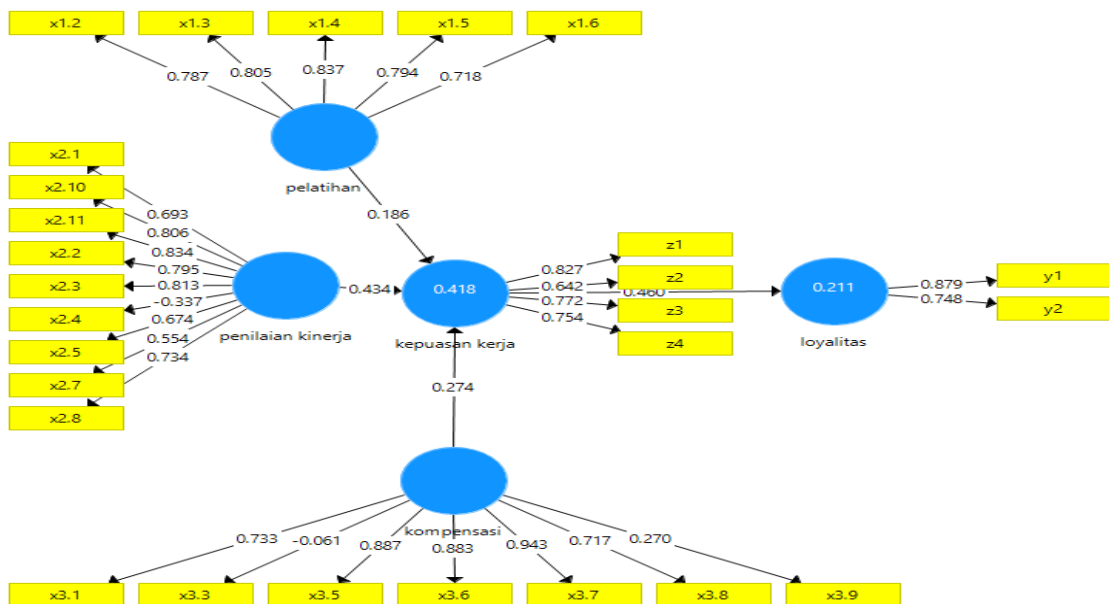 x1.2 x1.3 x1.4 x1.5 x1.6
0.787 0.805 0.837 0.794 0.718
pelatihan
0.186
x2.1
x2.10
x2.11
x2.2
x2.3
x2.4
x2.5
x2.7
x2.8
0.693
0.806
0.834
0.795
0.813
-0.337
0.674
0.554
0.734
penilaian kinerja
0.434
0.418
kepuasan kerja
0.827
0.642
0.772
0.754
z1
z2
z3
z4
0.460
0.211
loyalitas
0.879
0.748
y1
y2
0.274
kompensasi
0.733 -0.061 0.887 0.883 0.943 0.717 0.270
x3.1 x3.3 x3.5 x3.6 x3.7 x3.8 x3.9